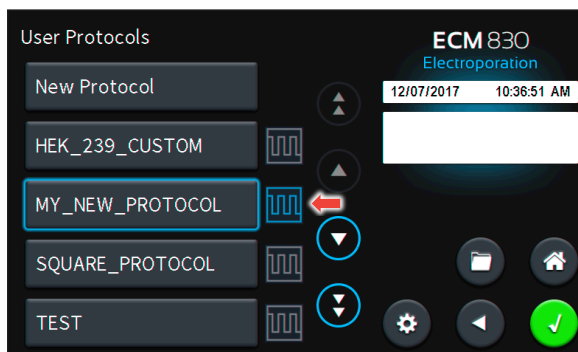 User Protocols
New Protocol
HEK_239_CUSTOM
MY_NEW_PROTOCOL
SQUARE_PROTOCOL
TEST
ECM 830
Electroporation
12/07/2017 10:36:51 AM